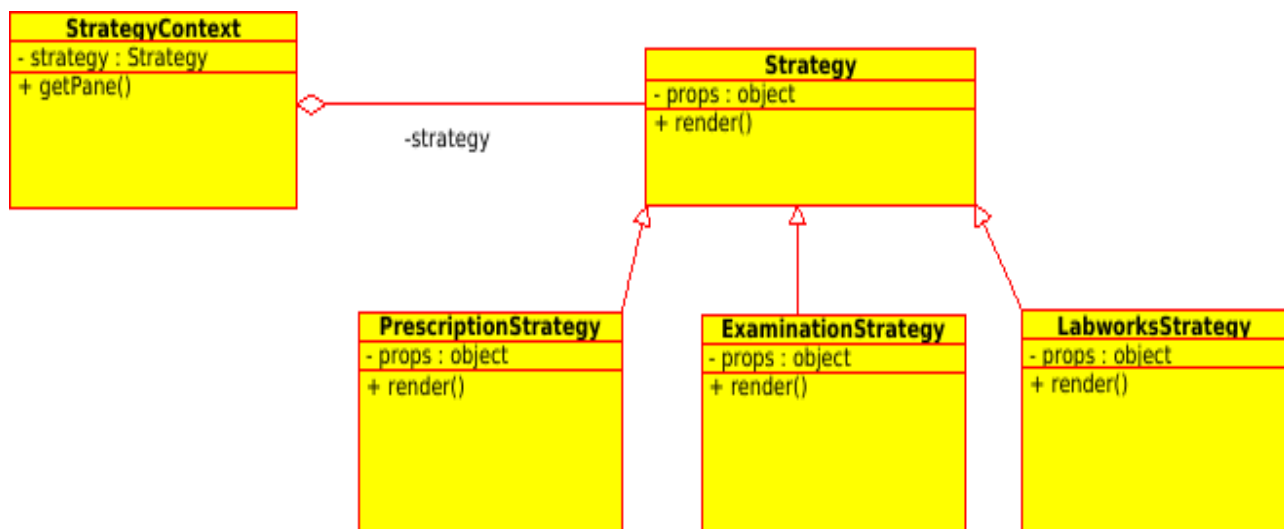 StrategyContext
- strategy : Strategy
+ getPane()
-strategy
Strategy
- props : object
+ render()
PrescriptionStrategy
- props : object
+ render()
ExaminationStrategy
- props : object
+ render()
LabworksStrategy
- props : object
+ render()